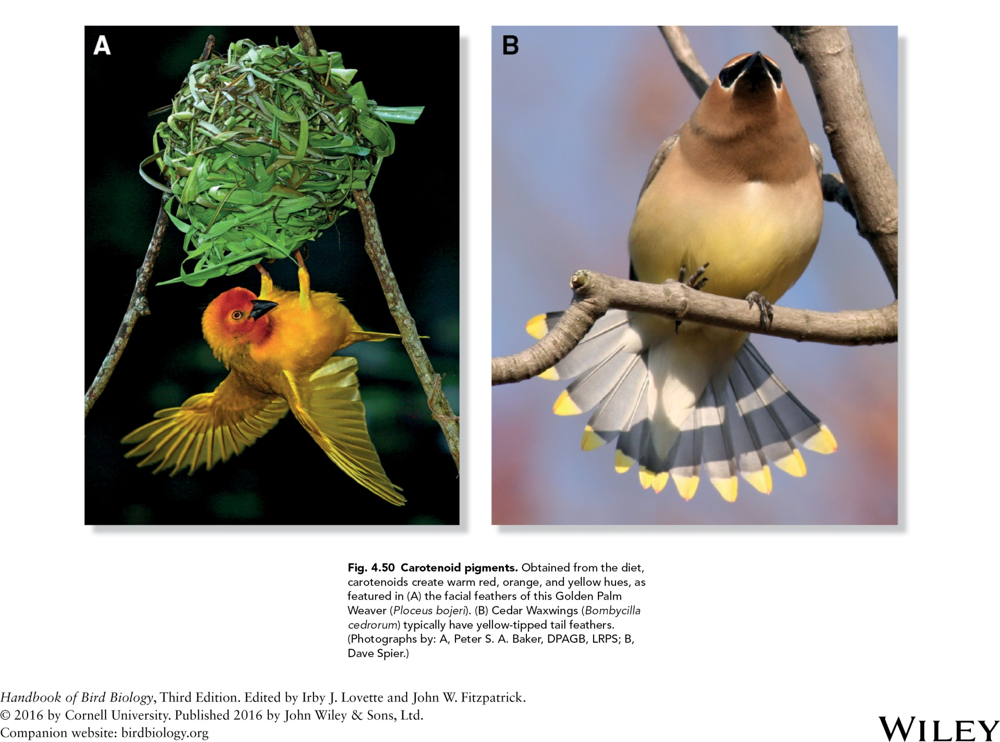 A
B
Fig. 4.50 Carotenoid pigments. Obtained from the diet,
carotenoids create warm red, orange, and yellow hues, as
featured in (A) the facial feathers of this Golden Palm
Weaver (Ploceus bojeri). (B) Cedar Waxwings (Bombycilla
cedrorum) typically have yellow-tipped tail feathers.
(Photographs by: A, Peter S. A. Baker, DPAGB, LRPS; B,
Dave Spier.)
Handbook of Bird Biology, Third Edition. Edited by Irby J. Lovette and John W. Fitzpatrick.
© 2016 by Cornell University. Published 2016 by John Wiley & Sons, Ltd.
Companion website: birdbiology.org
WILEY